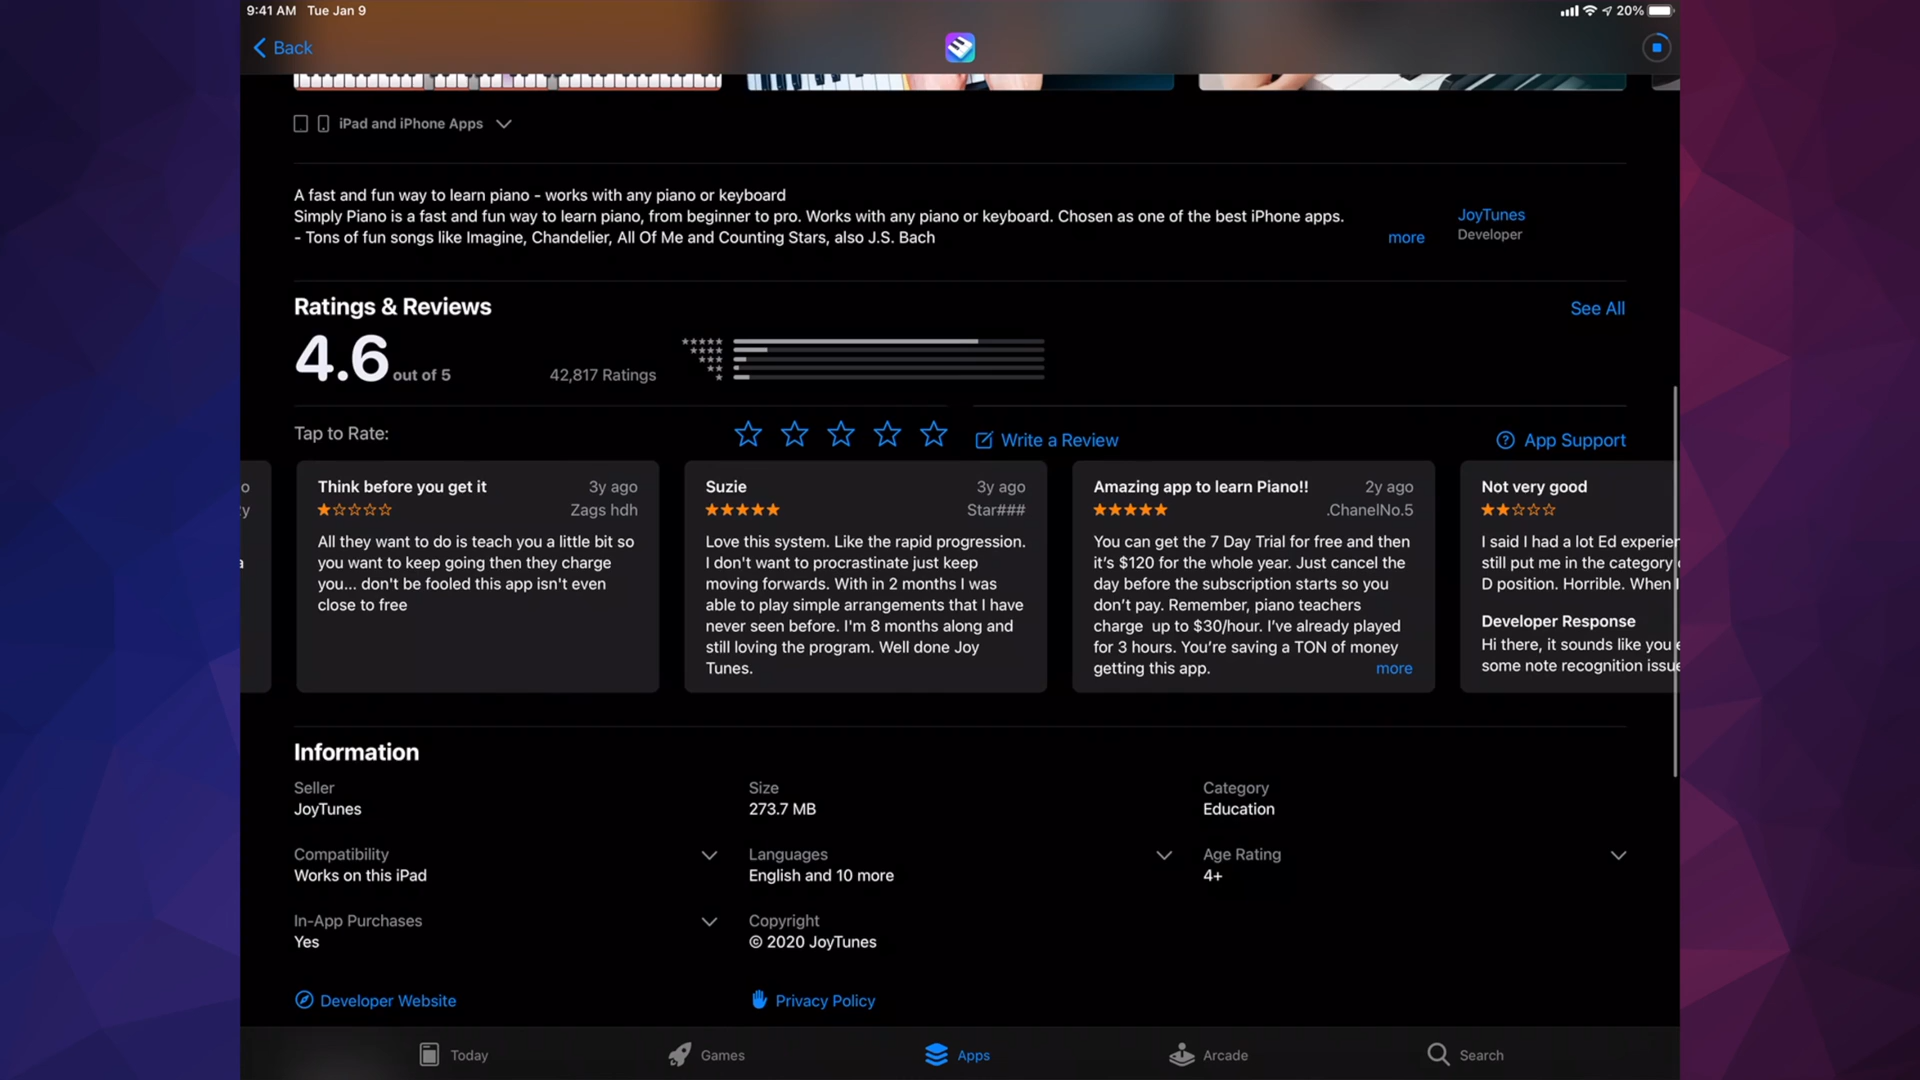 9:41 AM Tue Jan 9
20%
Back
iPad and iPhone Apps
A fast and fun way to learn piano - works with any piano or keyboard
Simply Piano is a fast and fun way to learn piano, from beginner to pro. Works with any piano or keyboard. Chosen as one of the best iPhone apps.
- Tons of fun songs like Imagine, Chandelier, All Of Me and Counting Stars, also J.S. Bach
more
JoyTunes
Developer
Ratings & Reviews
See All
4.6 out of 5
42,817 Ratings
Tap to Rate:
Write a Review
App Support
Think before you get it
3y ago
Zags hdh
All they want to do is teach you a little bit so
you want to keep going then they charge
you... don't be fooled this app isn't even
close to free
Suzie
3y ago
Star###
Love this system. Like the rapid progression.
I don't want to procrastinate just keep
moving forwards. With in 2 months I was
able to play simple arrangements that I have
never seen before. I'm 8 months along and
still loving the program. Well done Joy
Tunes.
Amazing app to learn Piano!!
2y ago
.ChanelNo.5
You can get the 7 Day Trial for free and then
it's $120 for the whole year. Just cancel the
day before the subscription starts so you
don't pay. Remember, piano teachers
charge up to $30/hour. I've already played
for 3 hours. You're saving a TON of money
getting this app.
more
Not very good
I said I had a lot Ed
still put me in the category
D position. Horrible. When I
Developer Response
Hi there, it sounds like you
some note recognition
Information
Seller
JoyTunes
Size
273.7 MB
Category
Education
Compatibility
Works on this iPad
Languages
English and 10 more
Age Rating
4+
In-App Purchases
Yes
Copyright
© 2020 JoyTunes
Developer Website
Privacy Policy
Today
Games
Apps
Arcade
Search